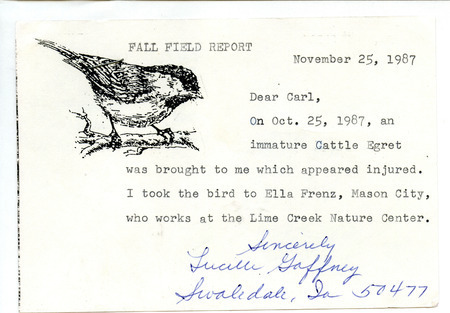 FALL FIELD REPORT
November 25, 1987
Dear Carl,
On Oct. 25, 1987, an
immature Cattle Egret
was brought to me which appeared injured.
I took the bird to Ella Frenz, Mason City,
who works at the Lime Creek Nature Center.
Sincerely
Lucille Gaffney
Swaledale, Ia 50477